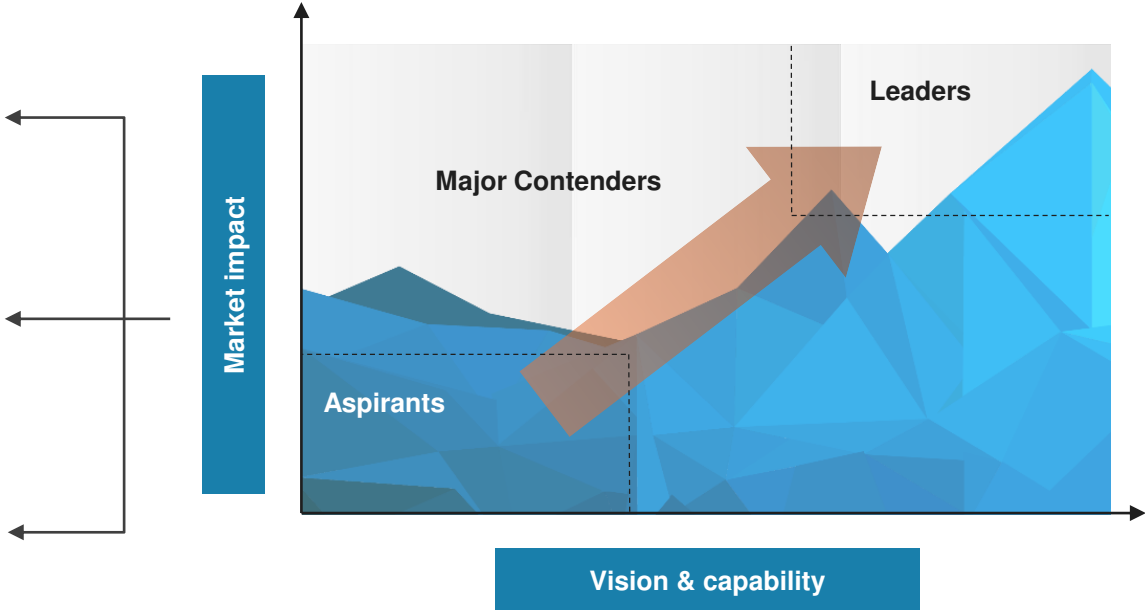 Leaders
Major Contenders
Market impact
Aspirants
Vision & capability